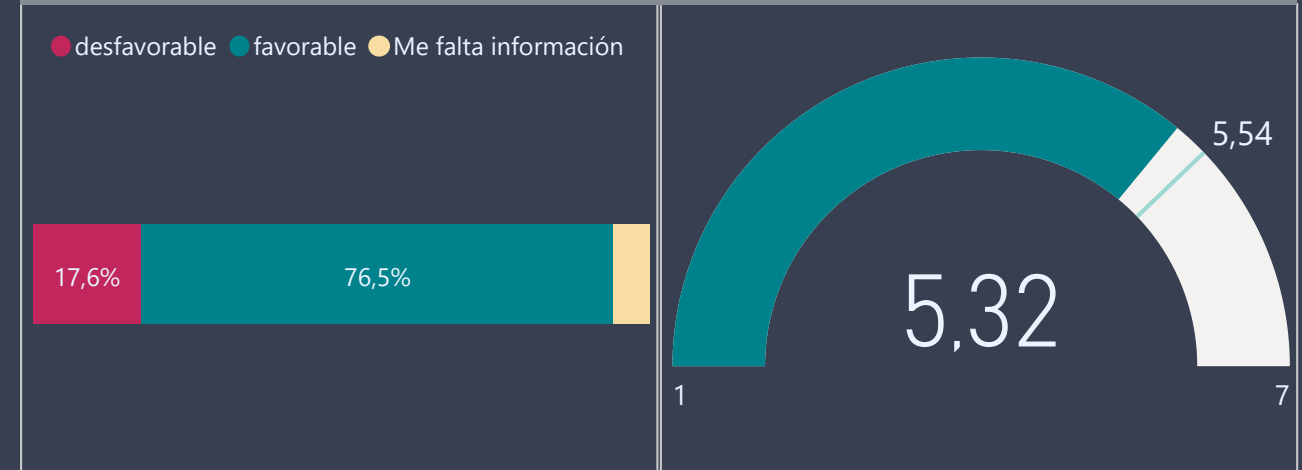 desfavorable favorable Me falta información
17,6% 76,5%
5,54
5,32
1 7